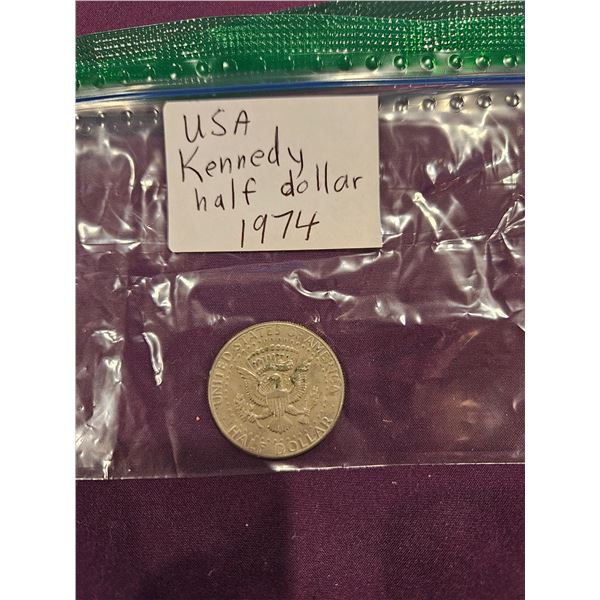 USA
Kennedy
half dollar
1974
UNITED STATES OF AMERICA
HALF DOLLAR